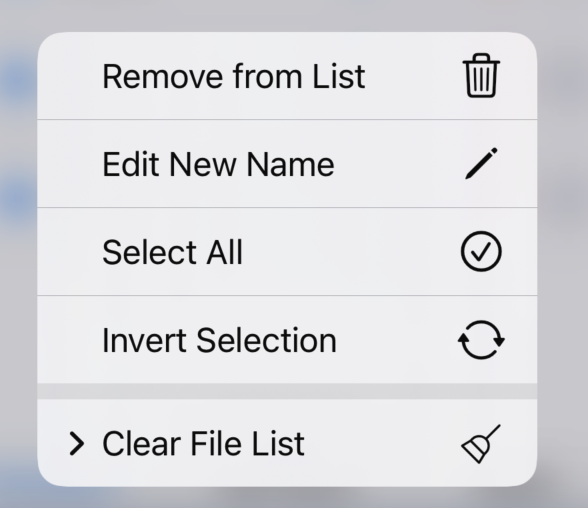 Remove from List
Edit New Name
Select All
Invert Selection
Clear File List